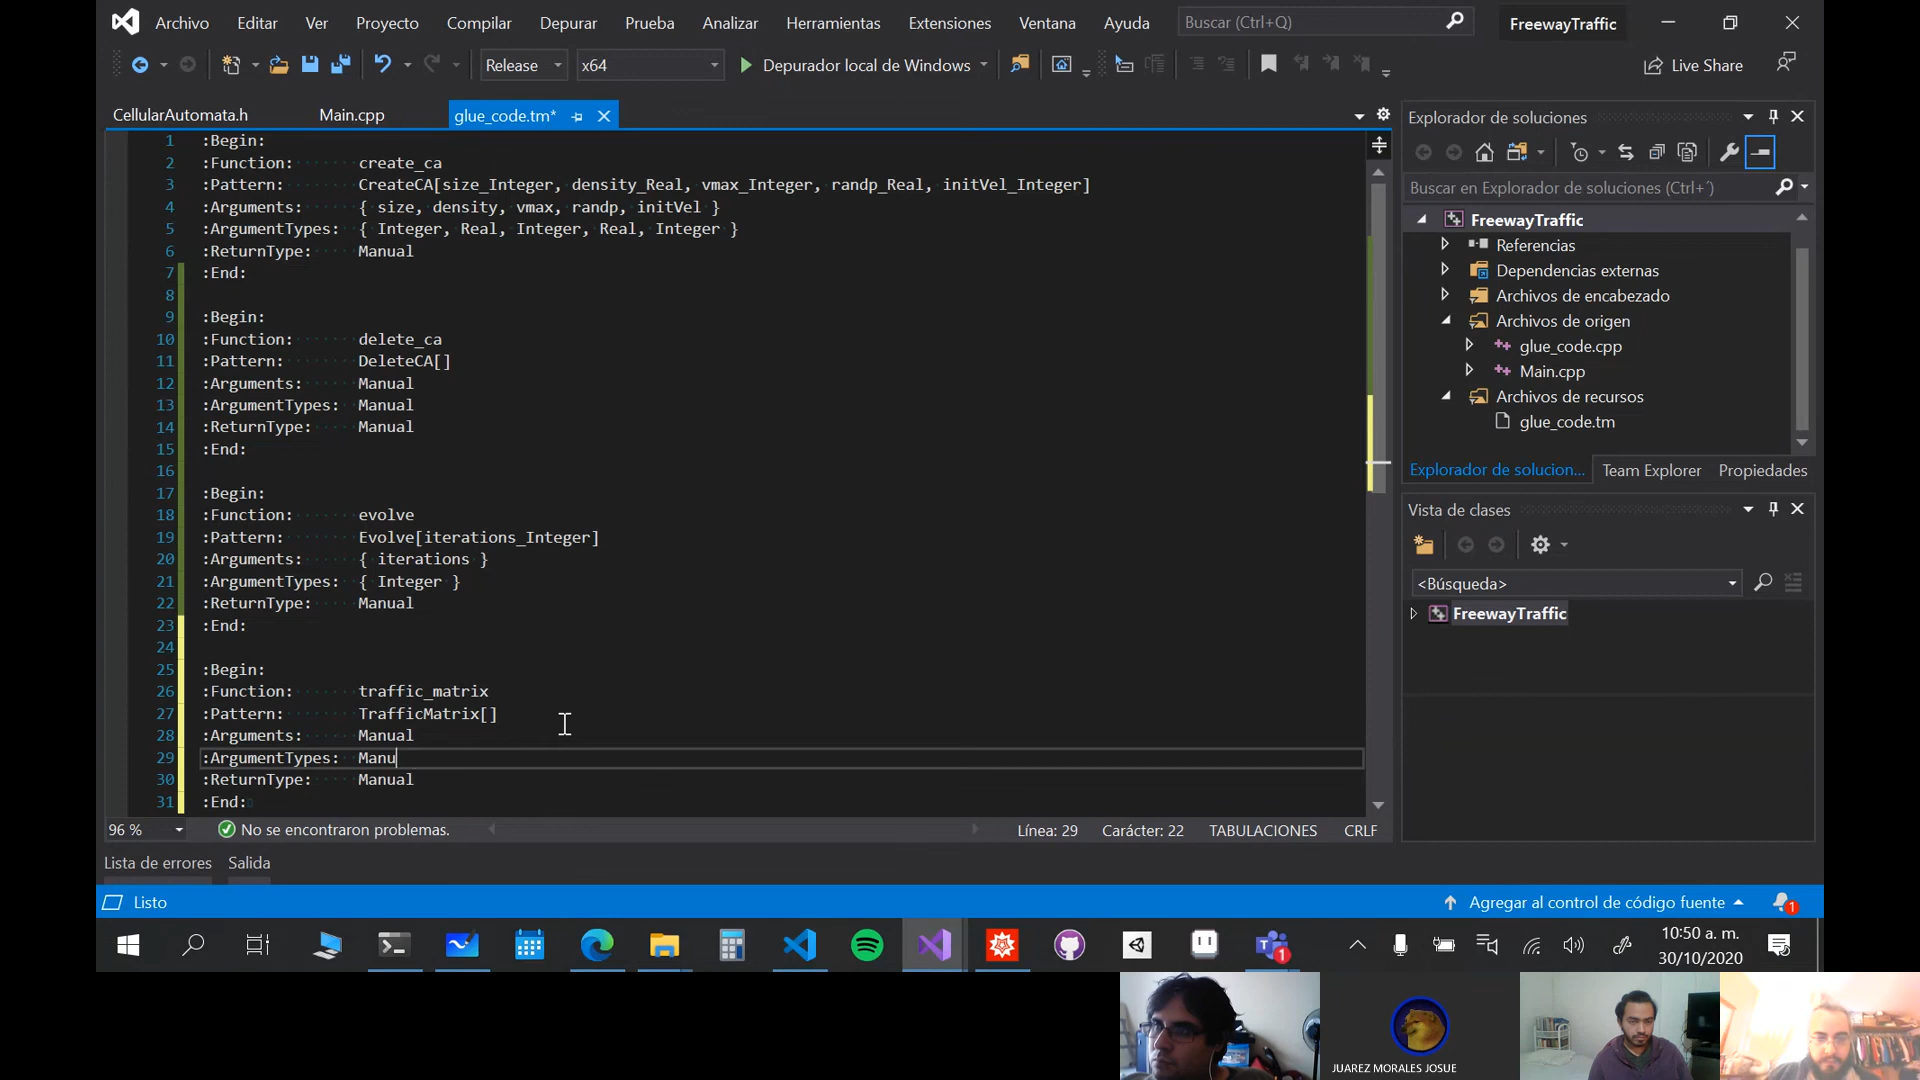 Archivo Editar Ver Proyecto Compilar Depurar Prueba Analizar Herramientas Extensiones Ventana Ayuda Buscar (Ctrl+Q) FreewayTraffic
Release x64 Depurador local de Windows Live Share
CellularAutomata.h Main.cpp glue_code.tm*
1 :Begin:
2 :Function: create_ca
3 :Pattern: CreateCA[size_Integer, density_Real, vmax_Integer, randp_Real, initVel_Integer]
4 :Arguments: { size, density, vmax, randp, initVel }
5 :ArgumentTypes: { Integer, Real, Integer, Real, Integer }
6 :ReturnType: Manual
7 :End:
8
9 :Begin:
10 :Function: delete_ca
11 :Pattern: DeleteCA[]
12 :Arguments: Manual
13 :ArgumentTypes: Manual
14 :ReturnType: Manual
15 :End:
16
17 :Begin:
18 :Function: evolve
19 :Pattern: Evolve[iterations_Integer]
20 :Arguments: { iterations }
21 :ArgumentTypes: { Integer }
22 :ReturnType: Manual
23 :End:
24
25 :Begin:
26 :Function: traffic_matrix
27 :Pattern: TrafficMatrix[]
28 :Arguments: Manual
29 :ArgumentTypes: Manu
30 :ReturnType: Manual
31 :End:
96 % No se encontraron problemas. Línea: 29 Carácter: 22 TABULACIONES CRLF
Lista de errores Salida
Explorador de soluciones
Buscar en Explorador de soluciones (Ctrl+´)
FreewayTraffic
Referencias
Dependencias externas
Archivos de encabezado
Archivos de origen
glue_code.cpp
Main.cpp
Archivos de recursos
glue_code.tm
Explorador de solucion... Team Explorer Propiedades
Vista de clases
<Búsqueda>
FreewayTraffic
Listo Agregar al control de código fuente 1
1
10:50 a. m.
30/10/2020
JUAREZ MORALES JOSUE